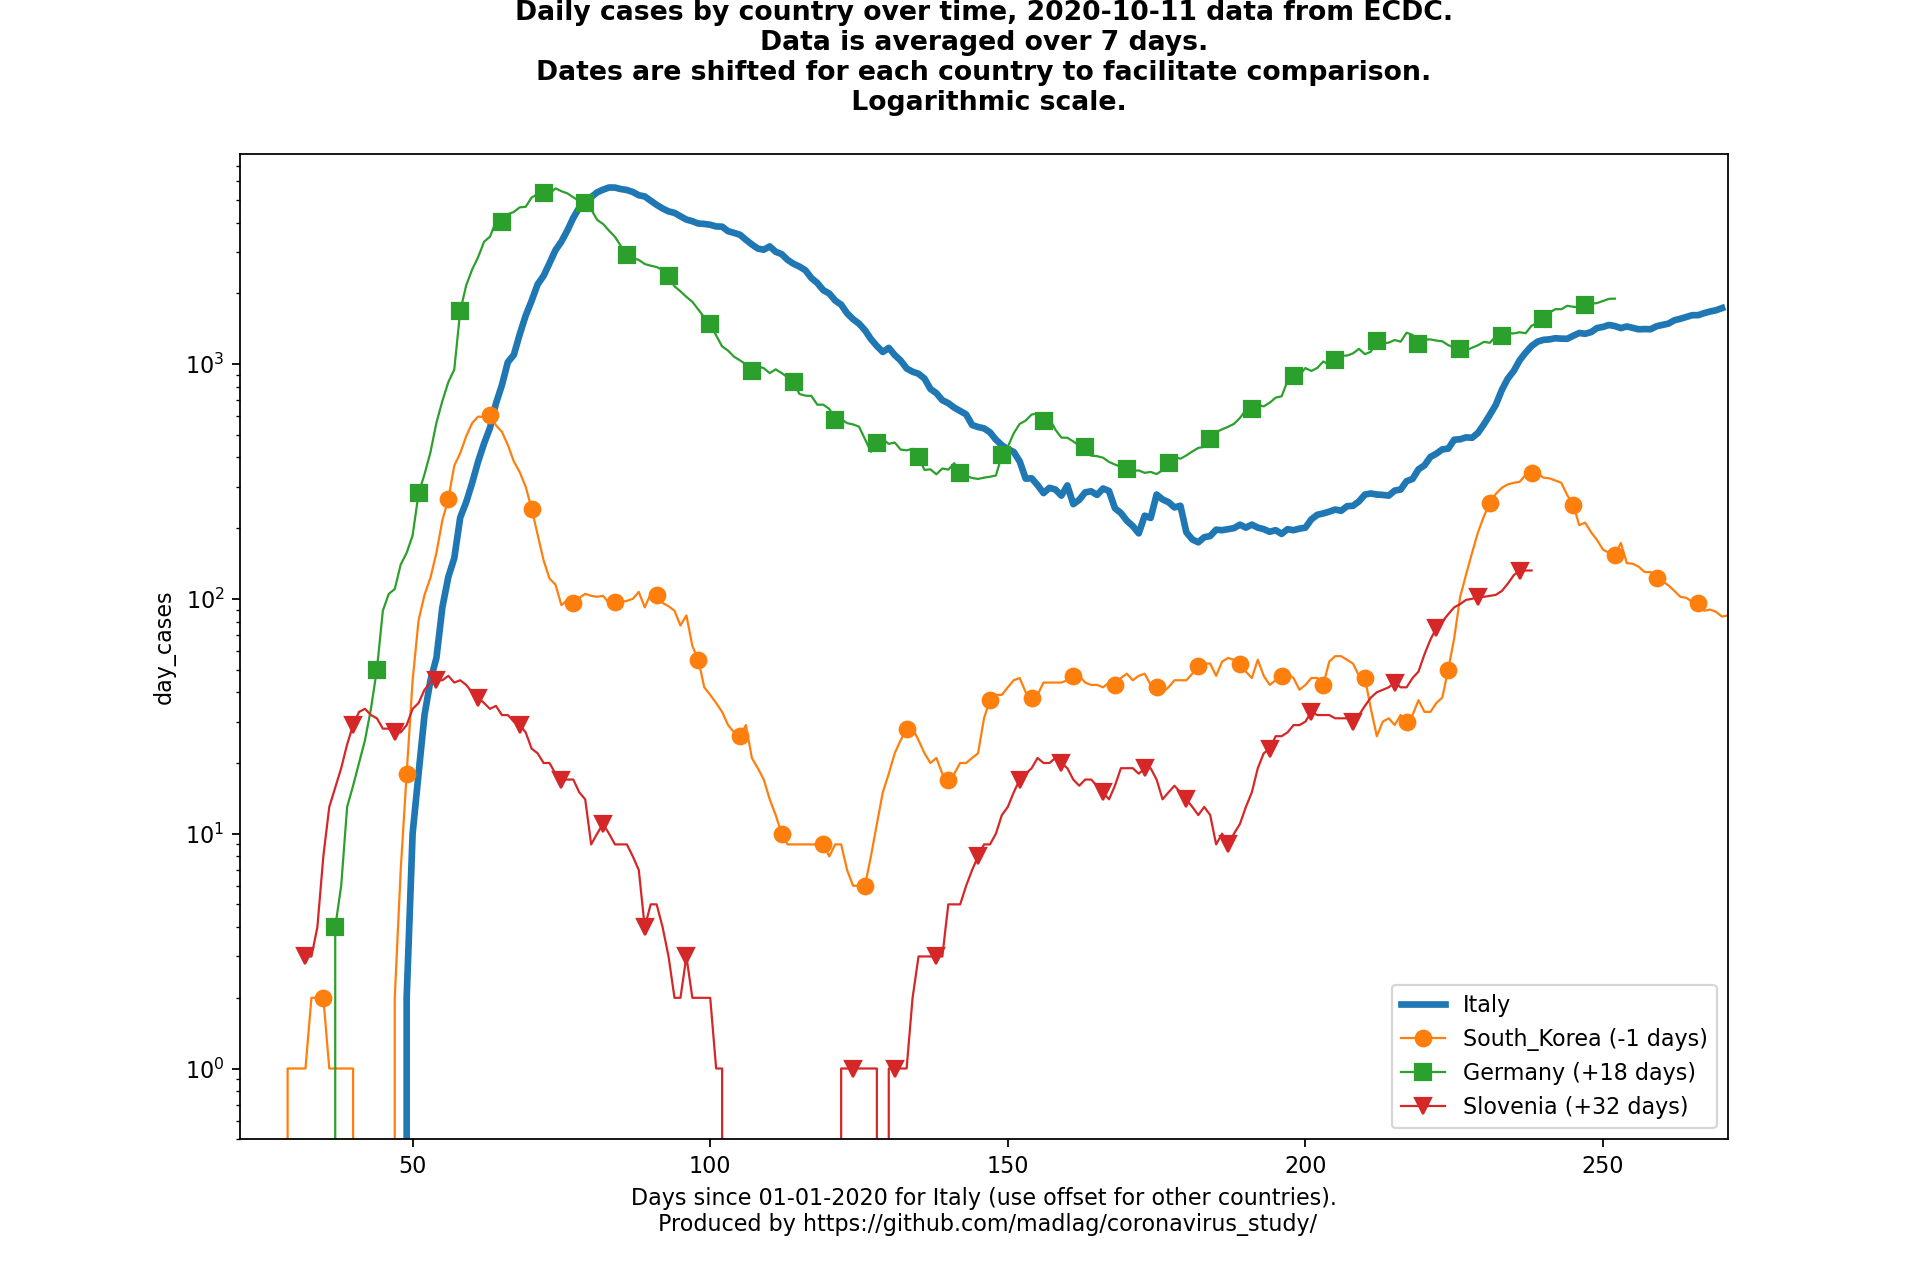 Daily cases by country over time, 2020-10-11 data from ECDC.
Data is averaged over 7 days.
Dates are shifted for each country to facilitate comparison.
Logarithmic scale.
day_cases
10³
10²
10¹
10⁰
Italy
South_Korea (-1 days)
Germany (+18 days)
Slovenia (+32 days)
50 100 150 200 250
Days since 01-01-2020 for Italy (use offset for other countries).
Produced by https://github.com/madlag/coronavirus_study/